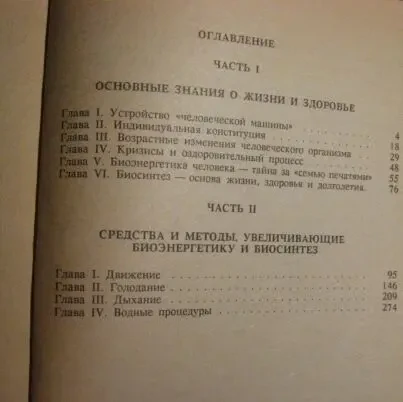 ОГЛАВЛЕНИЕ
ЧАСТЬ I
ОСНОВНЫЕ ЗНАНИЯ О ЖИЗНИ И ЗДОРОВЬЕ
Глава I. Устройство «человеческой машины» 4
Глава II. Индивидуальная конституция 18
Глава III. Возрастные изменения человеческого организма 29
Глава IV. Кризисы и оздоровительный процесс 48
Глава V. Биоэнергетика человека — тайна за «семью печатями» 55
Глава VI. Биосинтез — основа жизни, здоровья и долголетия. 76
ЧАСТЬ II
СРЕДСТВА И МЕТОДЫ, УВЕЛИЧИВАЮЩИЕ
БИОЭНЕРГЕТИКУ И БИОСИНТЕЗ
Глава I. Движение 95
Глава II. Голодание 146
Глава III. Дыхание 209
Глава IV. Водные процедуры 274